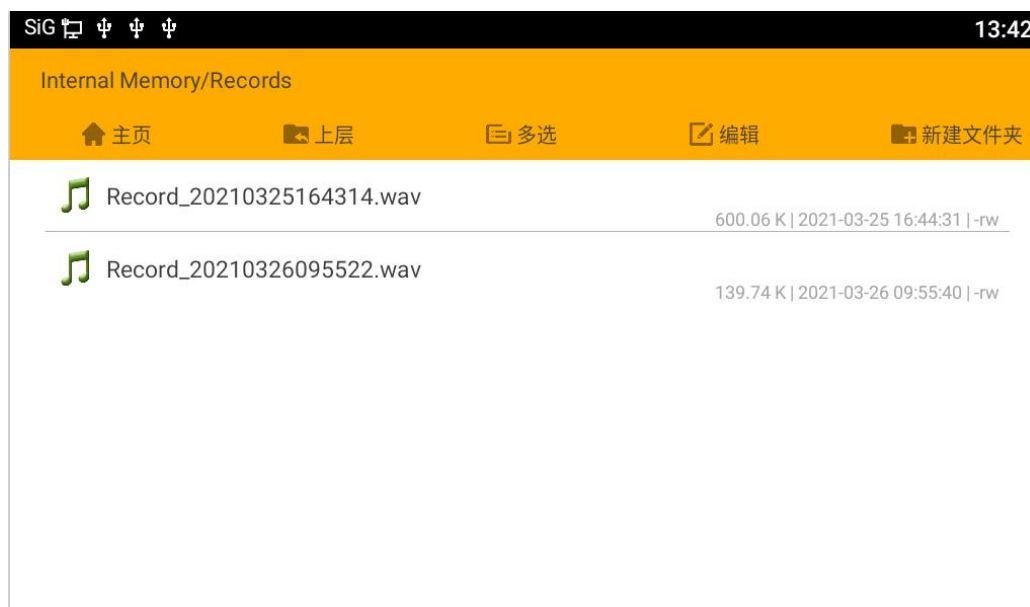 SiG 13:42
Internal Memory/Records
主页 上层 多选 编辑 新建文件夹
Record_20210325164314.wav
600.06 K | 2021-03-25 16:44:31 | -rw
Record_20210326095522.wav
139.74 K | 2021-03-26 09:55:40 | -rw